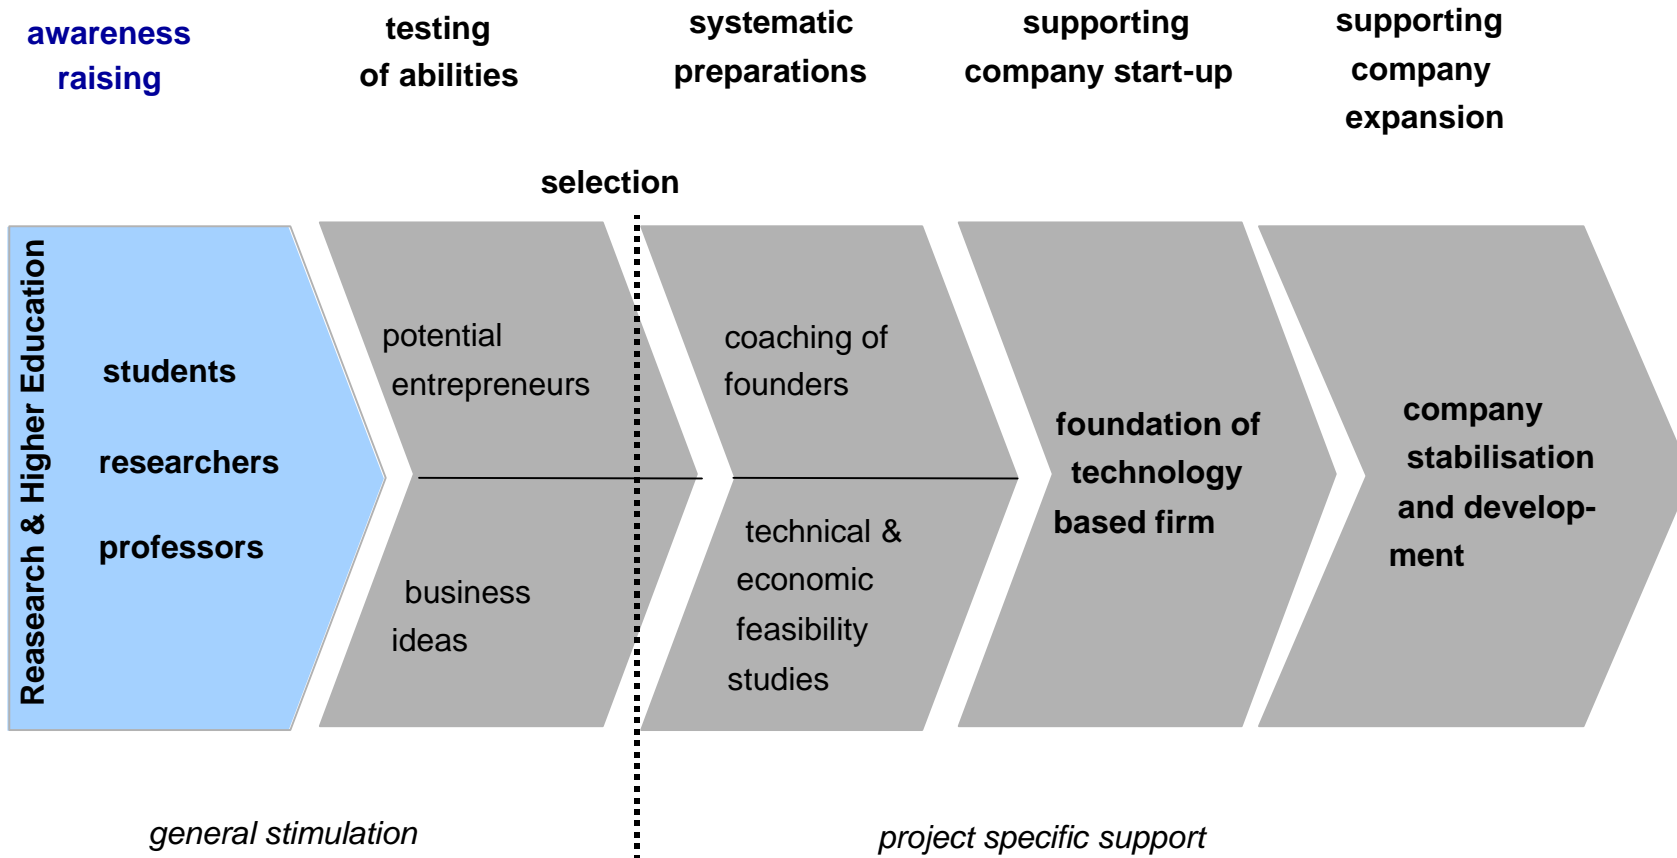 awareness
raising
testing
of abilities
systematic
preparations
supporting
company start-up
supporting
company
expansion
selection
Reasearch & Higher Education
students
researchers
professors
potential
entrepreneurs
business
ideas
coaching of
founders
technical &
economic
feasibility
studies
foundation of
technology
based firm
company
stabilisation
and develop-
ment
general stimulation
project specific support